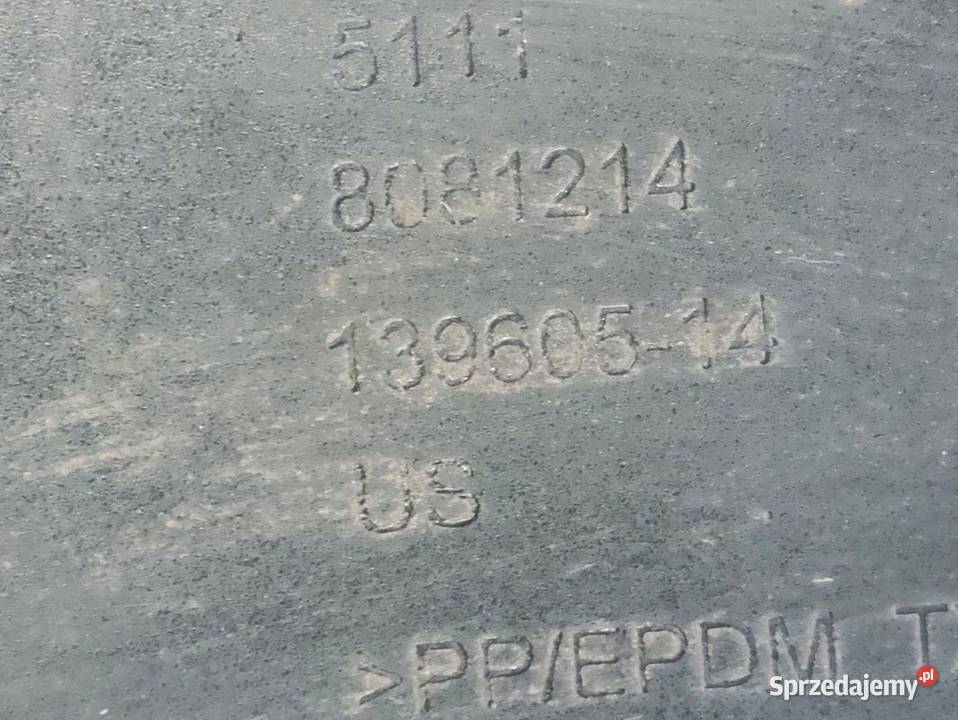 5111
8081214
139605-14
US
>PP/EPDM T
Sprzedajemy.pl